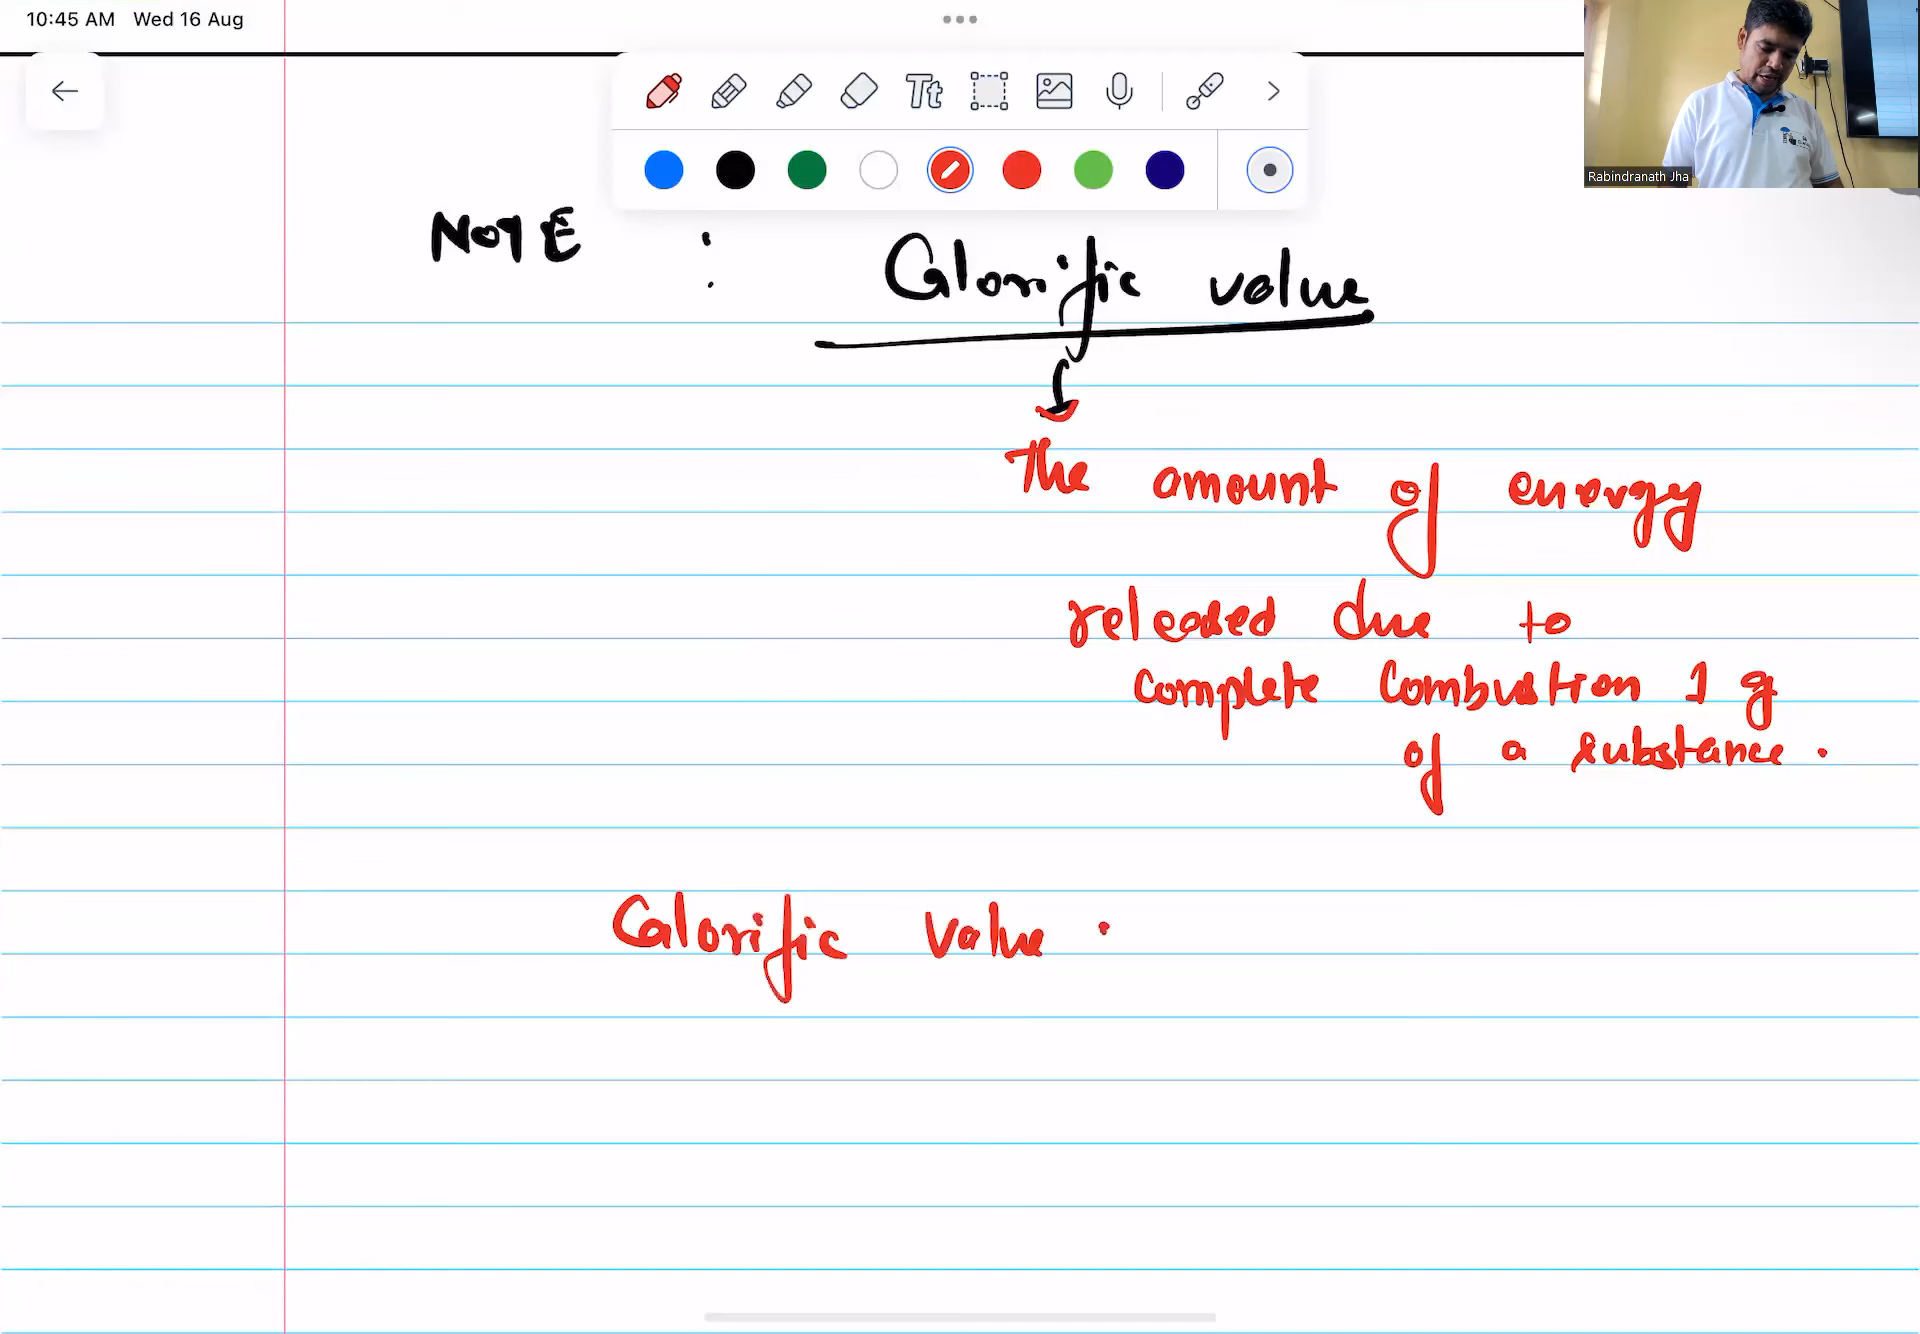 10:45 AM Wed 16 Aug
Tt
Rabindranath Jha
NOTE : Calorific value
The amount of energy
released due to
complete Combustion 1 g
of a substance.
Calorific value .